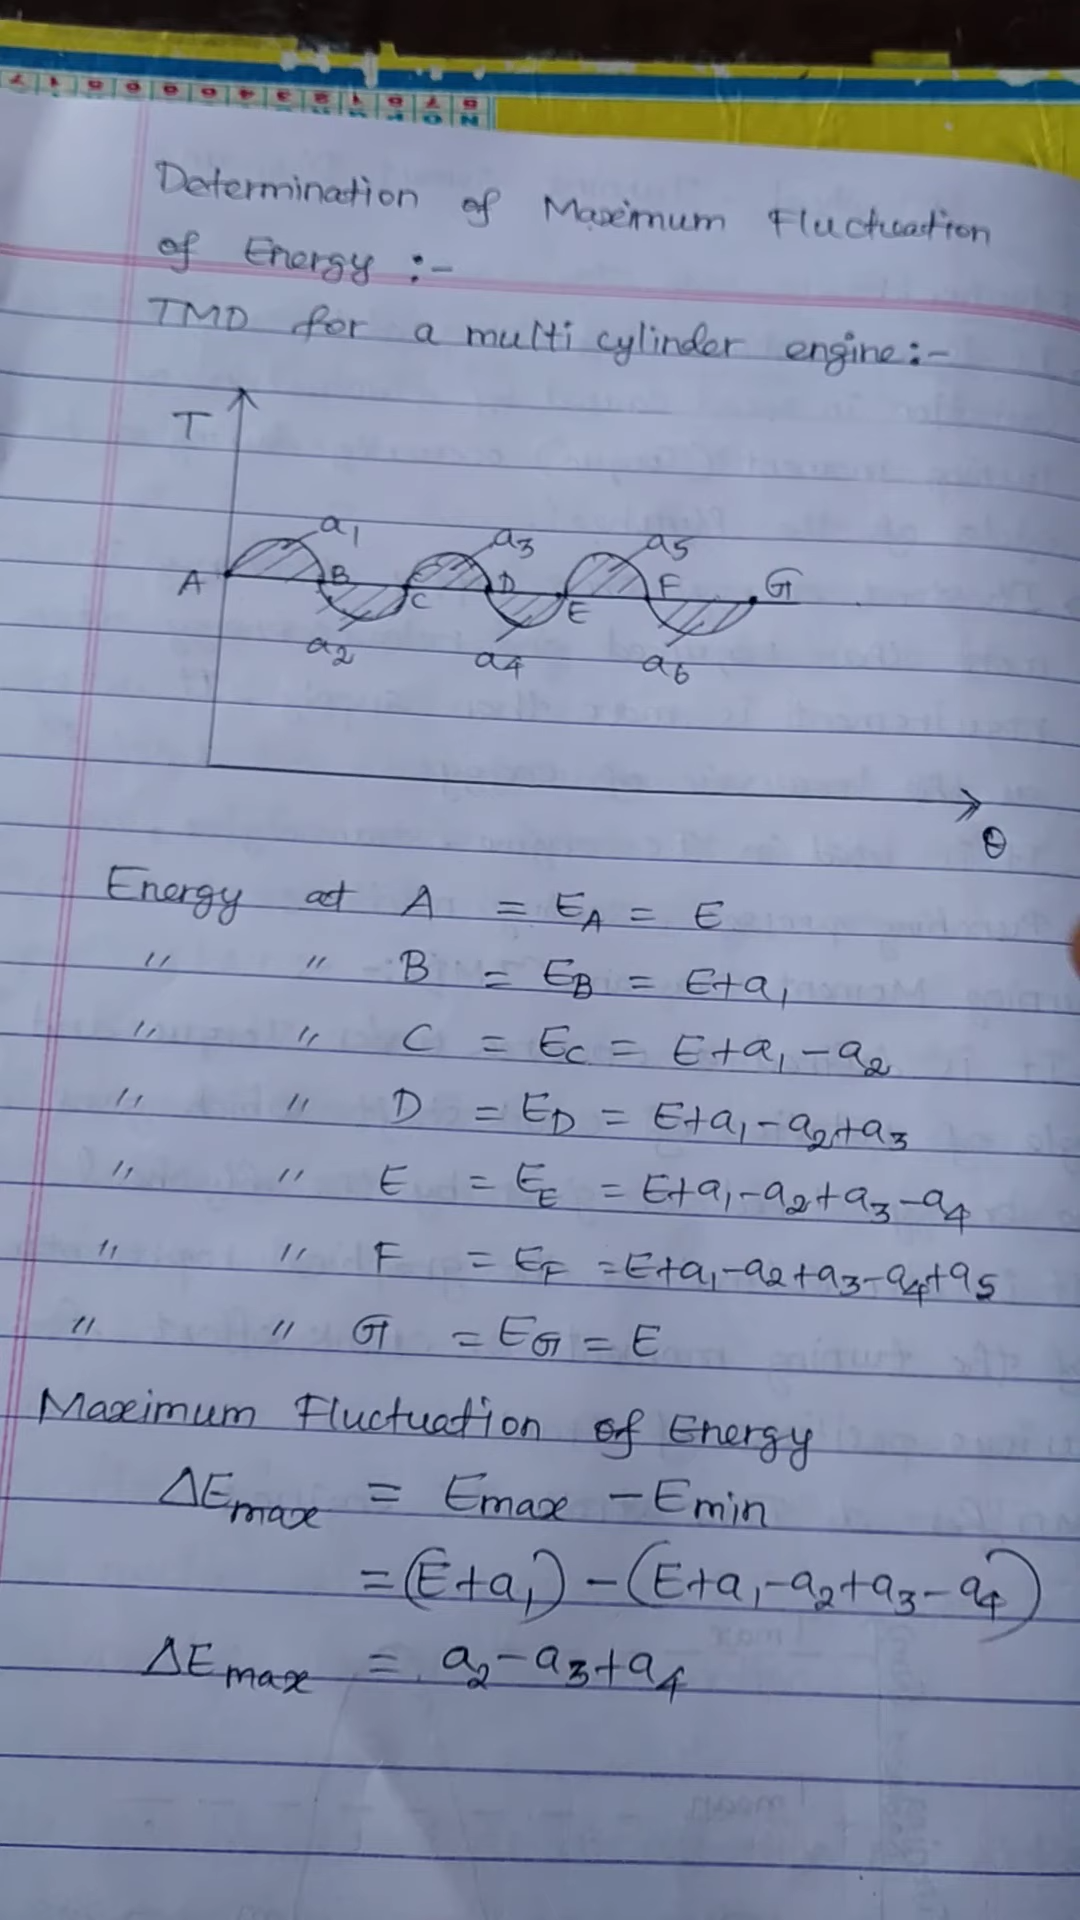 Determination of Maximum Fluctuation
of Energy :-
TMD for a multi cylinder engine:-
T
a1 a3 a5
A B C D E F G
a2 a4 a6
θ
Energy at A = EA = E
" " B = EB = E+a1
" " C = EC = E+a1-a2
" " D = ED = E+a1-a2+a3
" " E = EE = E+a1-a2+a3-a4
" " F = EF = E+a1-a2+a3-a4+a5
" " G = EG = E
Maximum Fluctuation of Energy
ΔEmax = Emax - Emin
= (E+a1) - (E+a1-a2+a3-a4)
ΔEmax = a2-a3+a4